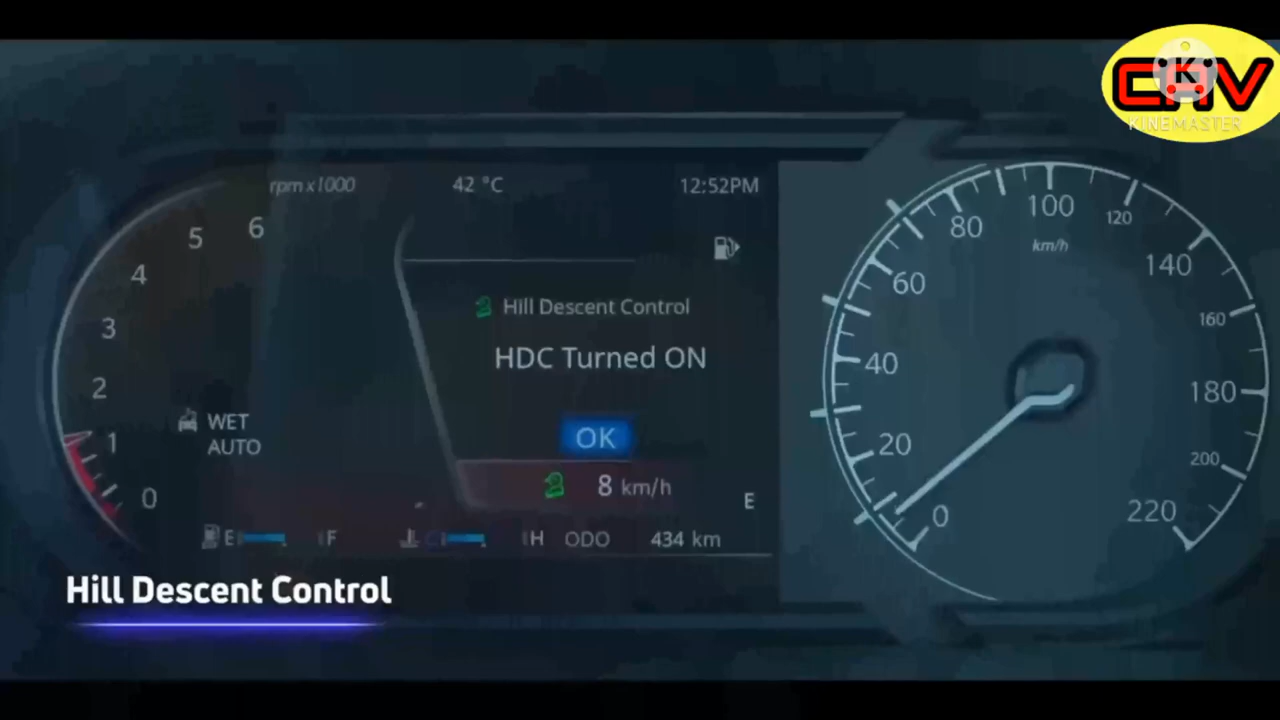 CAV
K
KINEMASTER
rpm x1000
42 °C
12:52PM
6
5
4
3
2
1
0
Hill Descent Control
HDC Turned ON
OK
WET
AUTO
8 km/h
E
E
F
C
H
ODO
434 km
0
20
40
60
80
100
120
140
160
180
200
220
km/h
Hill Descent Control